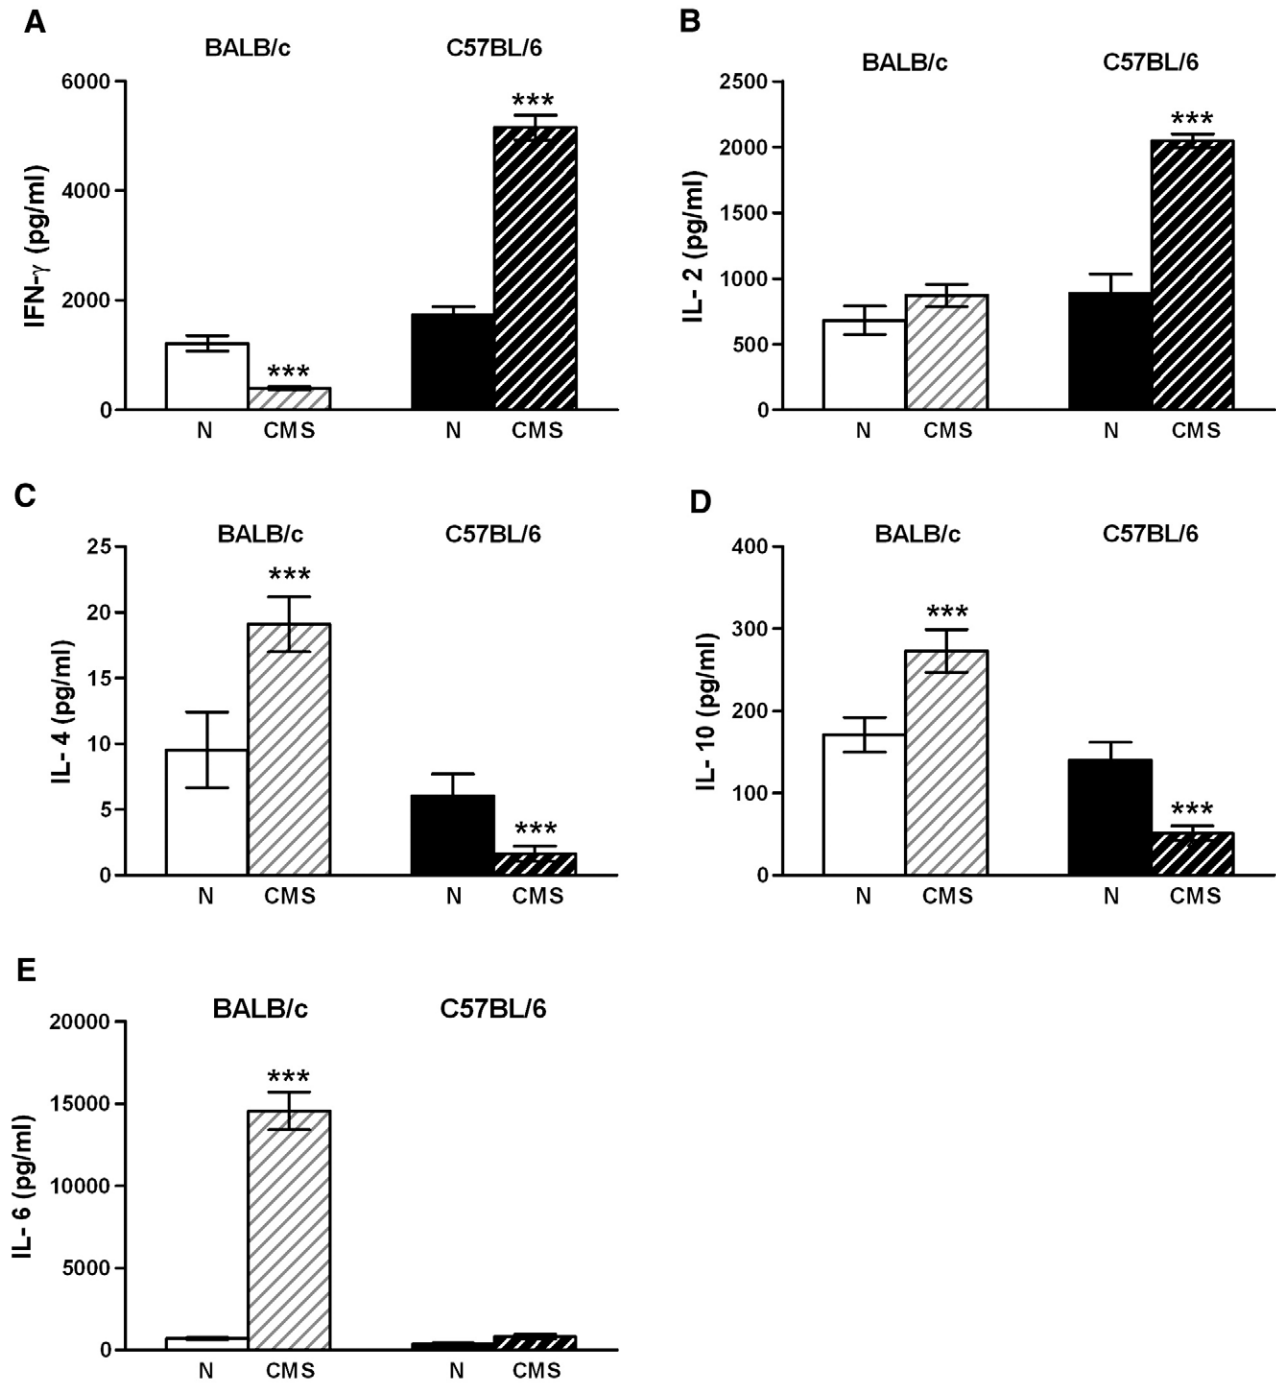 A
BALB/c C57BL/6
6000
4000
2000
0
IFN-γ (pg/ml)
***
***
N CMS N CMS
B
BALB/c C57BL/6
2500
2000
1500
1000
500
0
IL- 2 (pg/ml)
***
N CMS N CMS
C
BALB/c C57BL/6
25
20
15
10
5
0
IL- 4 (pg/ml)
***
***
N CMS N CMS
D
BALB/c C57BL/6
400
300
200
100
0
IL- 10 (pg/ml)
***
***
N CMS N CMS
E
BALB/c C57BL/6
20000
15000
10000
5000
0
IL- 6 (pg/ml)
***
N CMS N CMS